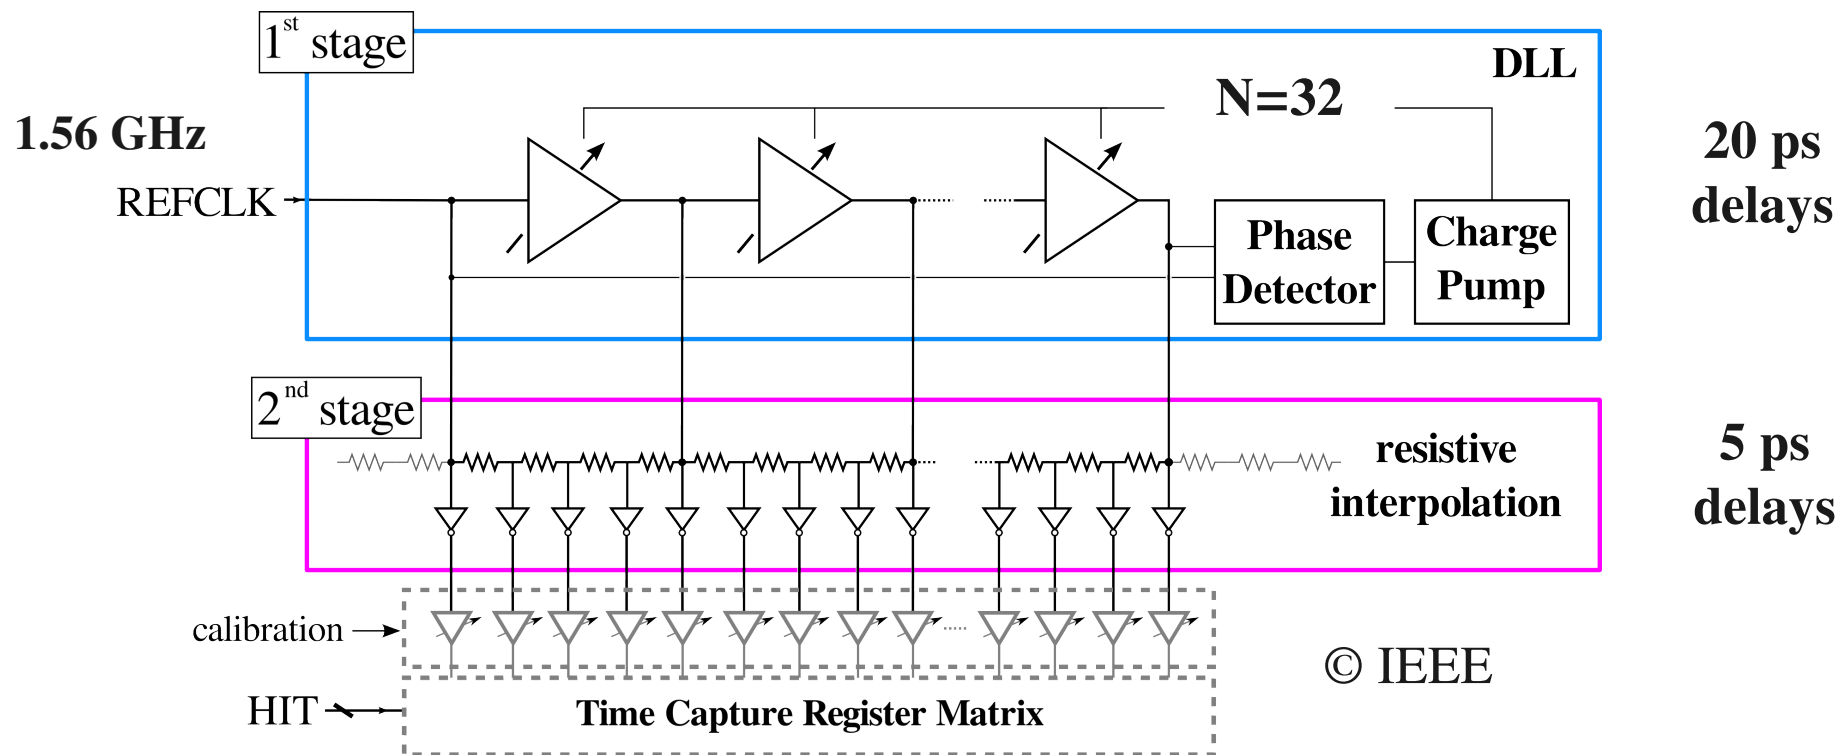 1st stage
DLL
N=32
1.56 GHz
20 ps
delays
REFCLK
Phase
Detector
Charge
Pump
2nd stage
resistive
interpolation
5 ps
delays
calibration
© IEEE
HIT
Time Capture Register Matrix